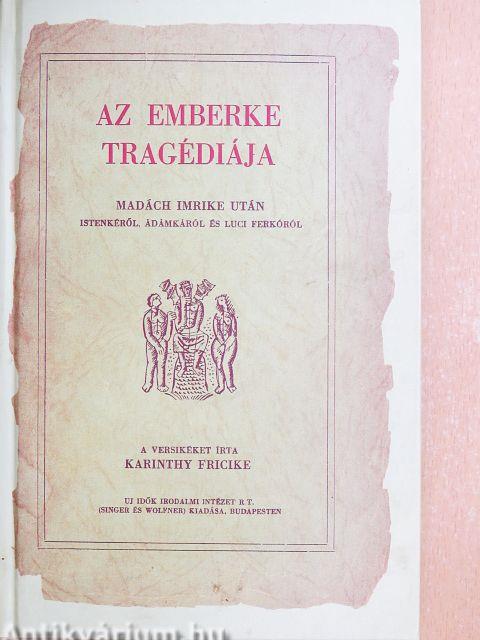 AZ EMBERKE
TRAGÉDIÁJA
MADÁCH IMRIKE UTÁN
ISTENKÉRŐL, ÁDÁMKÁRÓL ÉS LUCI FERKÓRÓL
A VERSIKÉKET ÍRTA
KARINTHY FRICIKE
UJ IDŐK IRODALMI INTÉZET R. T.
(SINGER ÉS WOLFNER) KIADÁSA, BUDAPESTEN
Antikvárium.hu